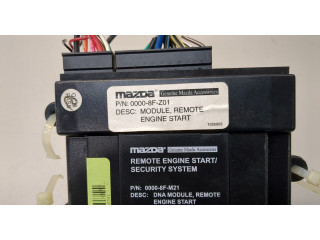 mazda Genuine Mazda Accessories
P/N: 0000-8F-Z01
DESC: MODULE, REMOTE
ENGINE START
mazda Genuine Mazda Accessories
REMOTE ENGINE START/
SECURITY SYSTEM
P/N: 0000-8F-M21
DESC: DNA MODULE, REMOTE
ENGINE START